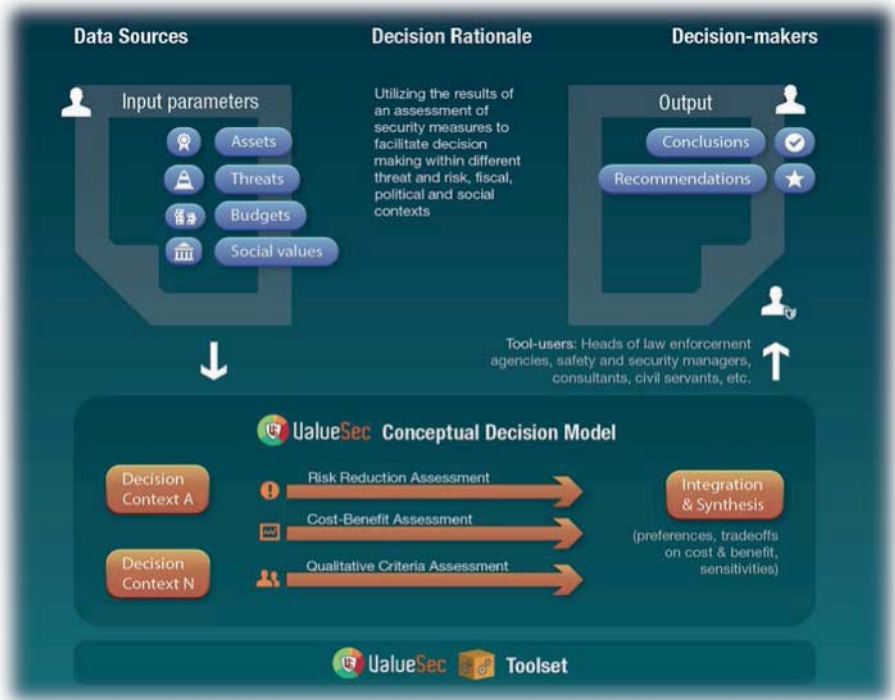 Data Sources
Decision Rationale
Decision-makers
Input parameters
Assets
Threats
Budgets
Social values
Utilizing the results of
an assessment of
security measures to
facilitate decision
making within different
threat and risk, fiscal,
political and social
contexts
Output
Conclusions
Recommendations
Tool-users: Heads of law enforcement
agencies, safety and security managers,
consultants, civil servants, etc.
ValueSec Conceptual Decision Model
Decision
Context A
Decision
Context N
Risk Reduction Assessment
Cost-Benefit Assessment
Qualitative Criteria Assessment
Integration
& Synthesis
(preferences, tradeoffs
on cost & benefit,
sensitivities)
ValueSec Toolset